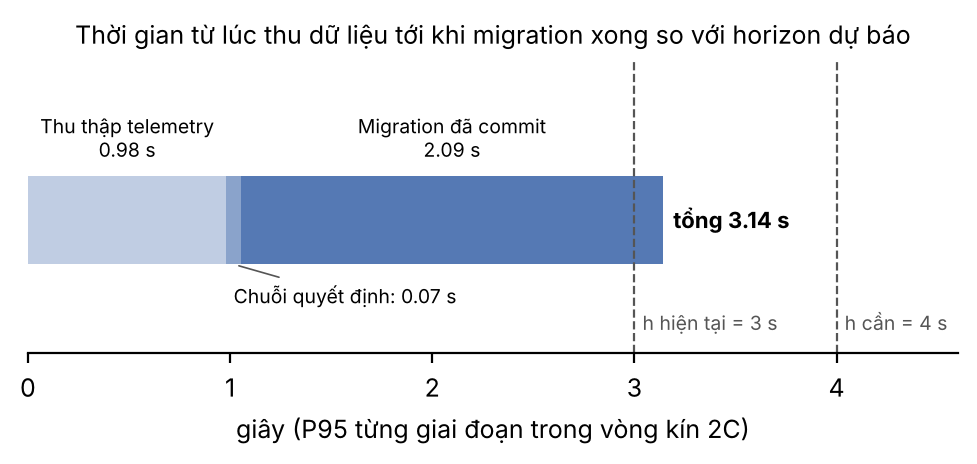 Thời gian từ lúc thu dữ liệu tới khi migration xong so với horizon dự báo
Thu thập telemetry
0.98 s
Migration đã commit
2.09 s
tổng 3.14 s
Chuỗi quyết định: 0.07 s
h hiện tại = 3 s
h cần = 4 s
0 1 2 3 4
giây (P95 từng giai đoạn trong vòng kín 2C)